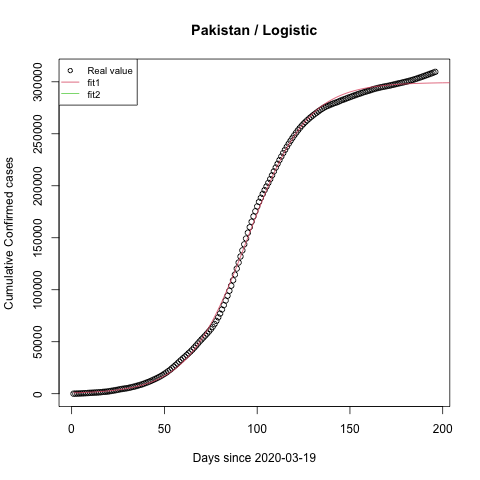 Pakistan / Logistic
Real value
fit1
fit2
300000
250000
200000
150000
100000
50000
0
Cumulative Confirmed cases
0 50 100 150 200
Days since 2020-03-19